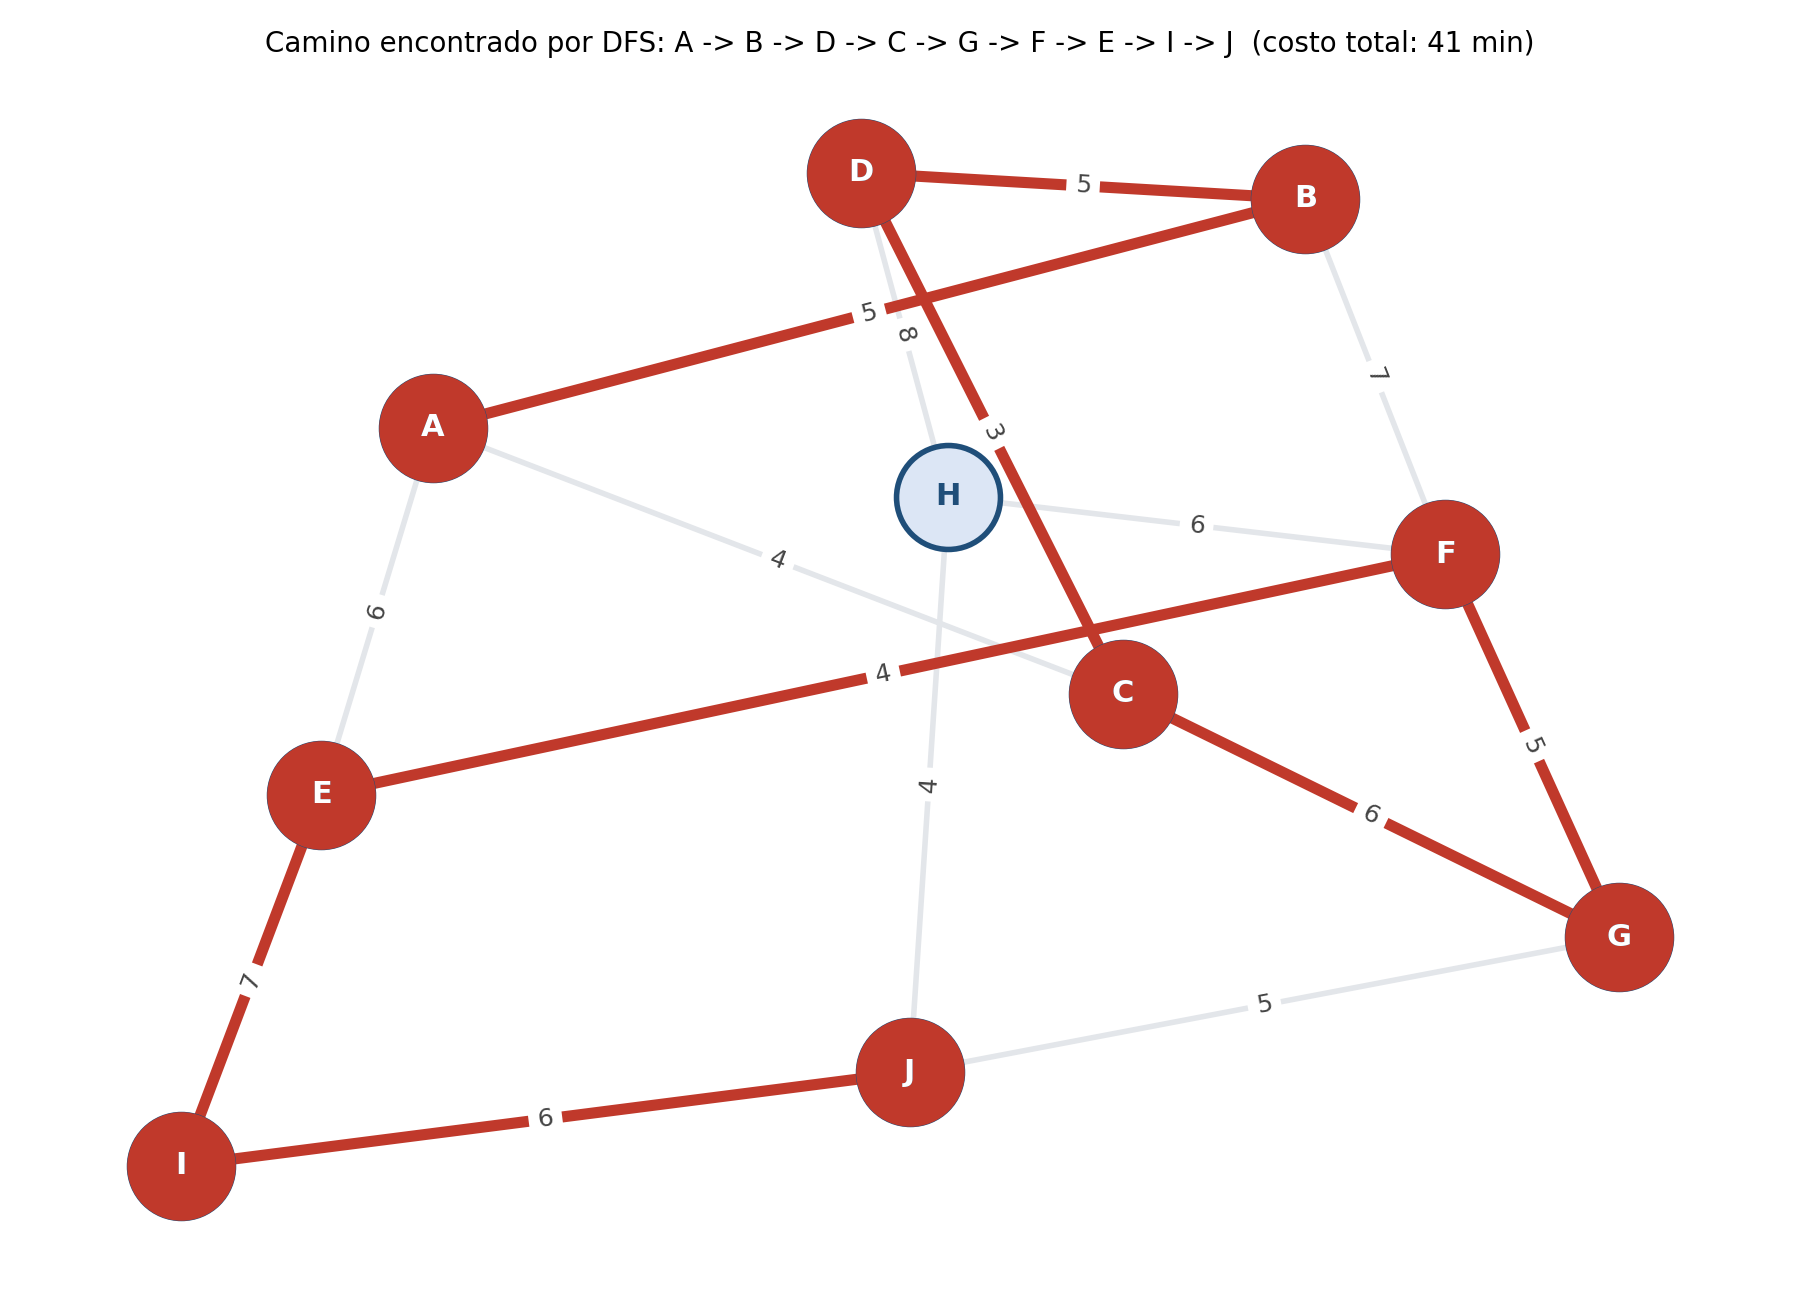 Camino encontrado por DFS: A -> B -> D -> C -> G -> F -> E -> I -> J  (costo total: 41 min)
D
5
B
5
8
A
7
3
H
6
F
4
6
4
C
5
E
4
6
G
7
5
J
6
I